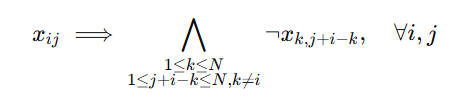 x_{ij} ⟹ ⋀_{1≤k≤N, 1≤j+i−k≤N,k≠i} ¬x_{k,j+i−k}, ∀i, j